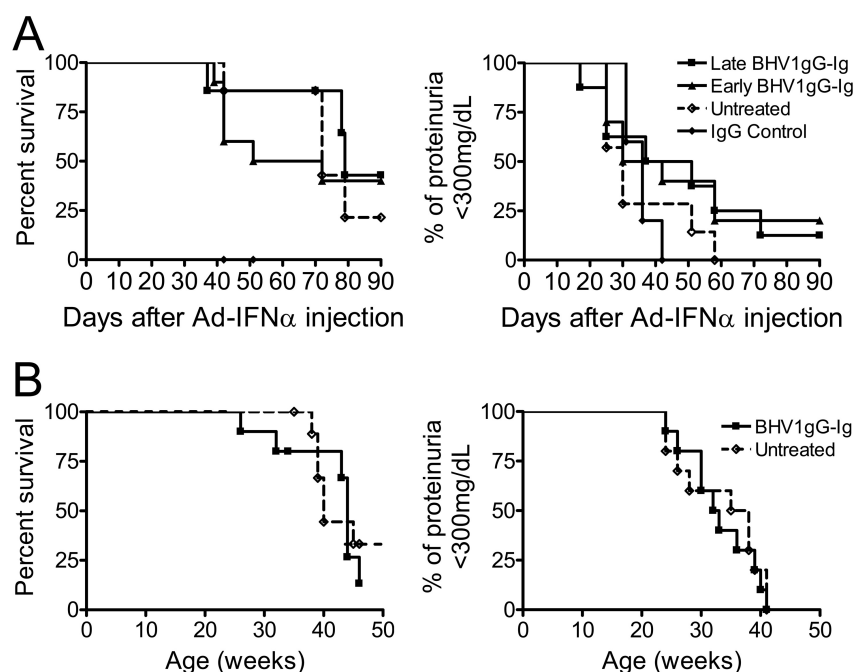 A
100
75
50
25
0
Percent survival
0 10 20 30 40 50 60 70 80 90
Days after Ad-IFNα injection
100
75
50
25
0
% of proteinuria
<300mg/dL
0 10 20 30 40 50 60 70 80 90
Days after Ad-IFNα injection
Late BHV1gG-Ig
Early BHV1gG-Ig
Untreated
IgG Control
B
100
75
50
25
0
Percent survival
0 10 20 30 40 50
Age (weeks)
100
75
50
25
0
% of proteinuria
<300mg/dL
0 10 20 30 40 50
Age (weeks)
BHV1gG-Ig
Untreated